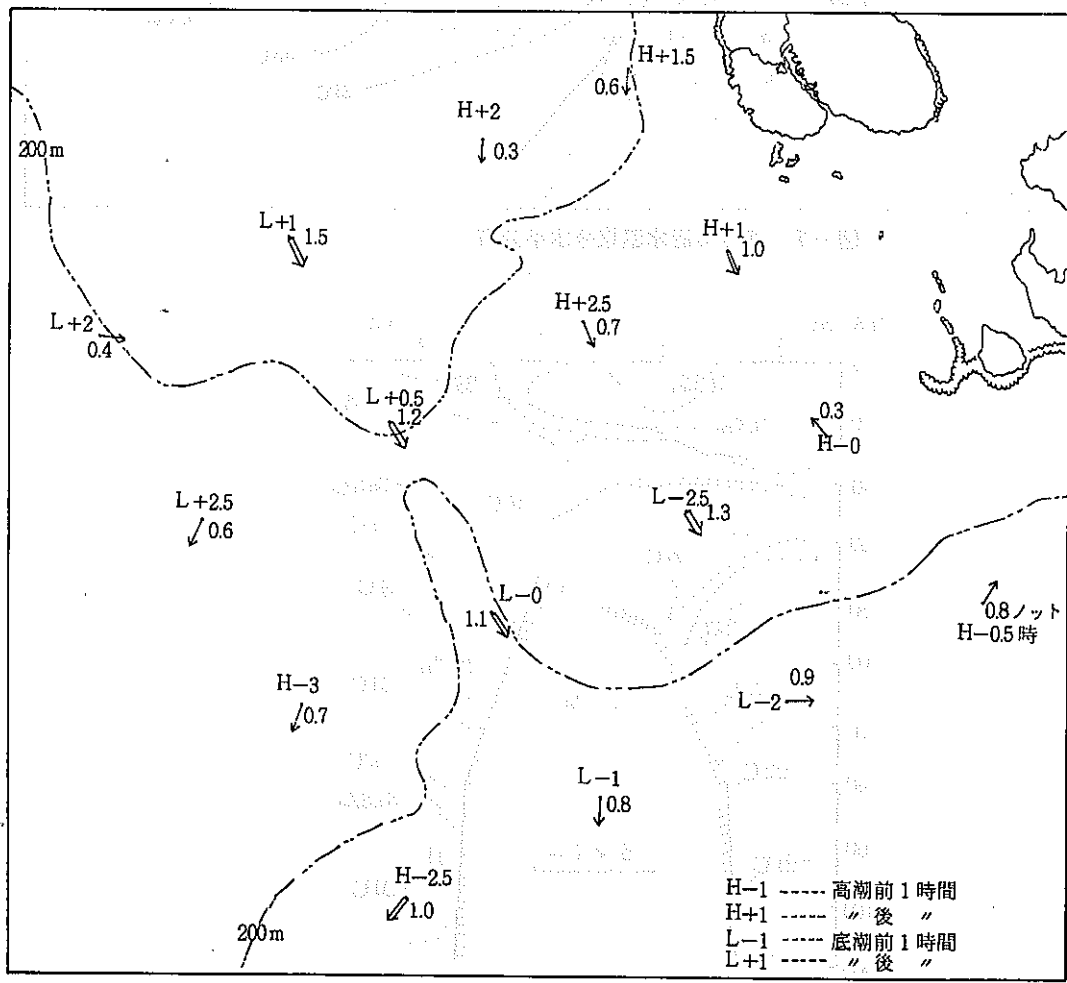 H+1.5
0.6
H+2
0.3
200m
L+1 1.5
H+1
1.0
H+2.5
0.7
L+2
0.4
L+0.5
1.2
0.3
H-0
L+2.5
0.6
L-2.5
1.3
L-0
1.1
0.8ノット
H-0.5時
H-3
0.7
0.9
L-2
L-1
0.8
H-2.5
1.0
200m
H-1 ----- 高潮前1時間
H+1 ----- 〃後 〃
L-1 ----- 底潮前1時間
L+1 ----- 〃後 〃